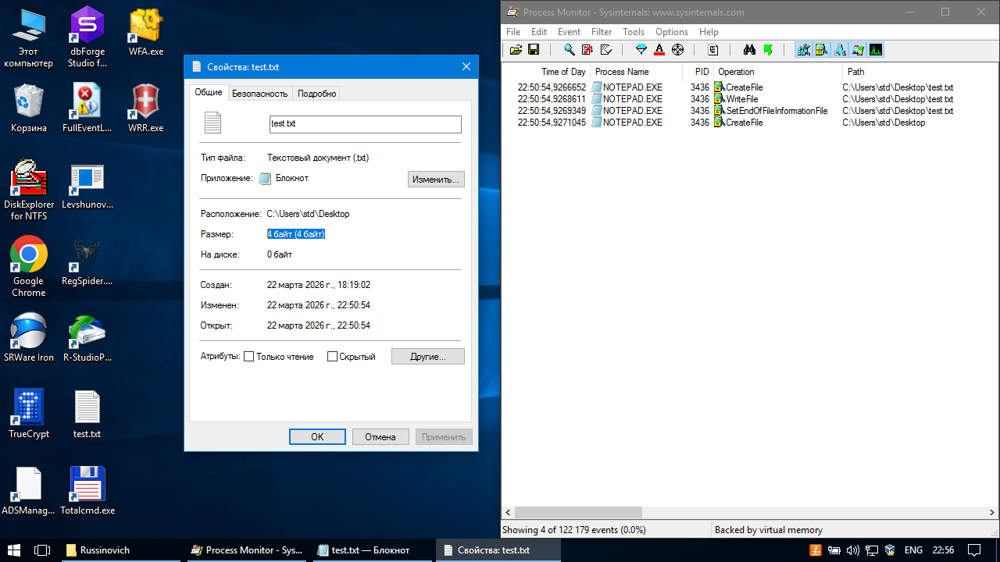 Этот компьютер
dbForge Studio f...
WFA.exe
Корзина
FullEventL...
WRR.exe
DiskExplorer for NTFS
Levshunov...
Google Chrome
RegSpider....
SRWare Iron
R-StudioP...
TrueCrypt
test.txt
ADSManag...
Totalcmd.exe
Свойства: test.txt
Общие
Безопасность
Подробно
test.txt
Тип файла: Текстовый документ (.txt)
Приложение: Блокнот
Изменить...
Расположение: C:\Users\std\Desktop
Размер: 4 байт (4 байт)
На диске: 0 байт
Создан: 22 марта 2026 г., 18:19:02
Изменен: 22 марта 2026 г., 22:50:54
Открыт: 22 марта 2026 г., 22:50:54
Атрибуты: Только чтение Скрытый Другие...
OK Отмена Применить
Process Monitor - Sysinternals: www.sysinternals.com
File Edit Event Filter Tools Options Help
Time of Day Process Name PID Operation Path
22:50:54,9266652 NOTEPAD.EXE 3436 CreateFile C:\Users\std\Desktop\test.txt
22:50:54,9268611 NOTEPAD.EXE 3436 WriteFile C:\Users\std\Desktop\test.txt
22:50:54,9269349 NOTEPAD.EXE 3436 SetEndOfFileInformationFile C:\Users\std\Desktop\test.txt
22:50:54,9271045 NOTEPAD.EXE 3436 CreateFile C:\Users\std\Desktop
Showing 4 of 122 179 events (0.0%) Backed by virtual memory
Russinovich
Process Monitor - Sys...
test.txt — Блокнот
Свойства: test.txt
ENG 22:56